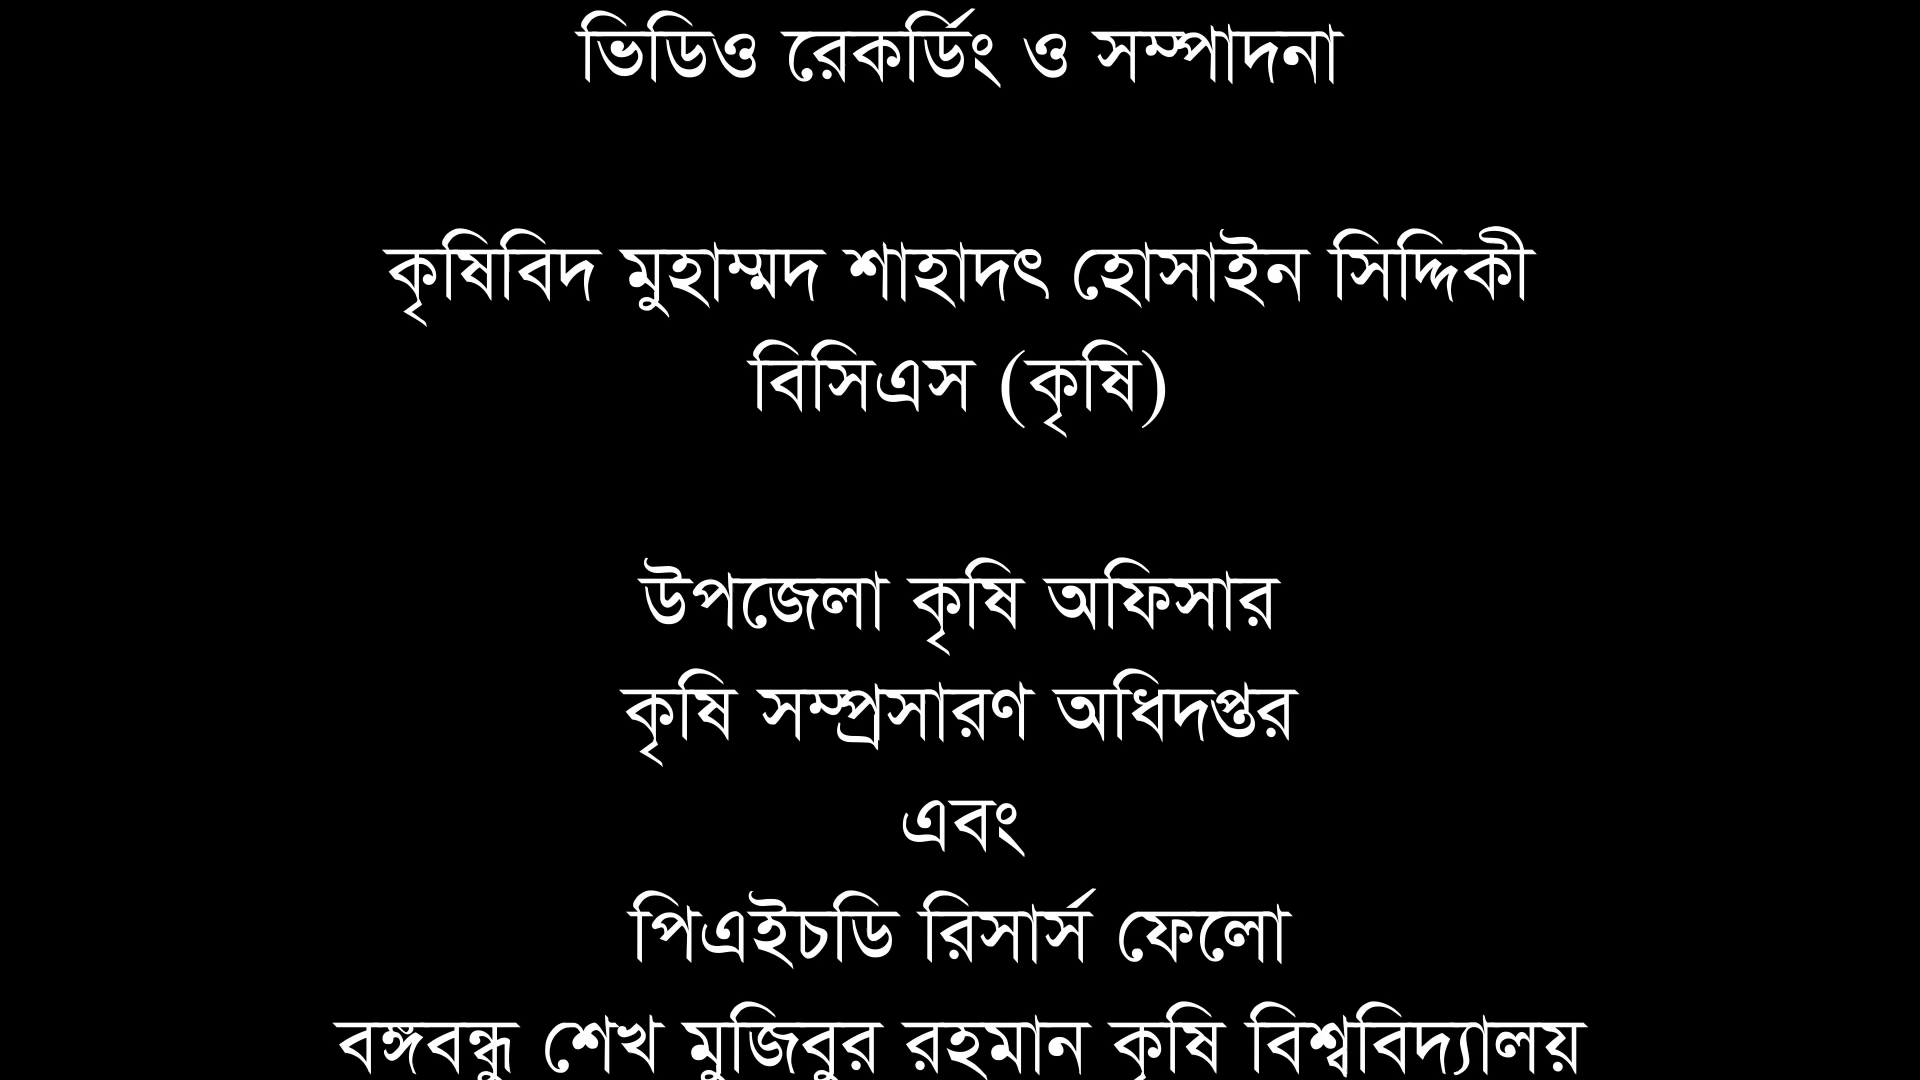 ভিডিও রেকর্ডিং ও সম্পাদনা
কৃষিবিদ মুহাম্মদ শাহাদৎ হোসাইন সিদ্দিকী
বিসিএস (কৃষি)
উপজেলা কৃষি অফিসার
কৃষি সম্প্রসারণ অধিদপ্তর
এবং
পিএইচডি রিসার্স ফেলো
বঙ্গবন্ধু শেখ মুজিবুর রহমান কৃষি বিশ্ববিদ্যালয়